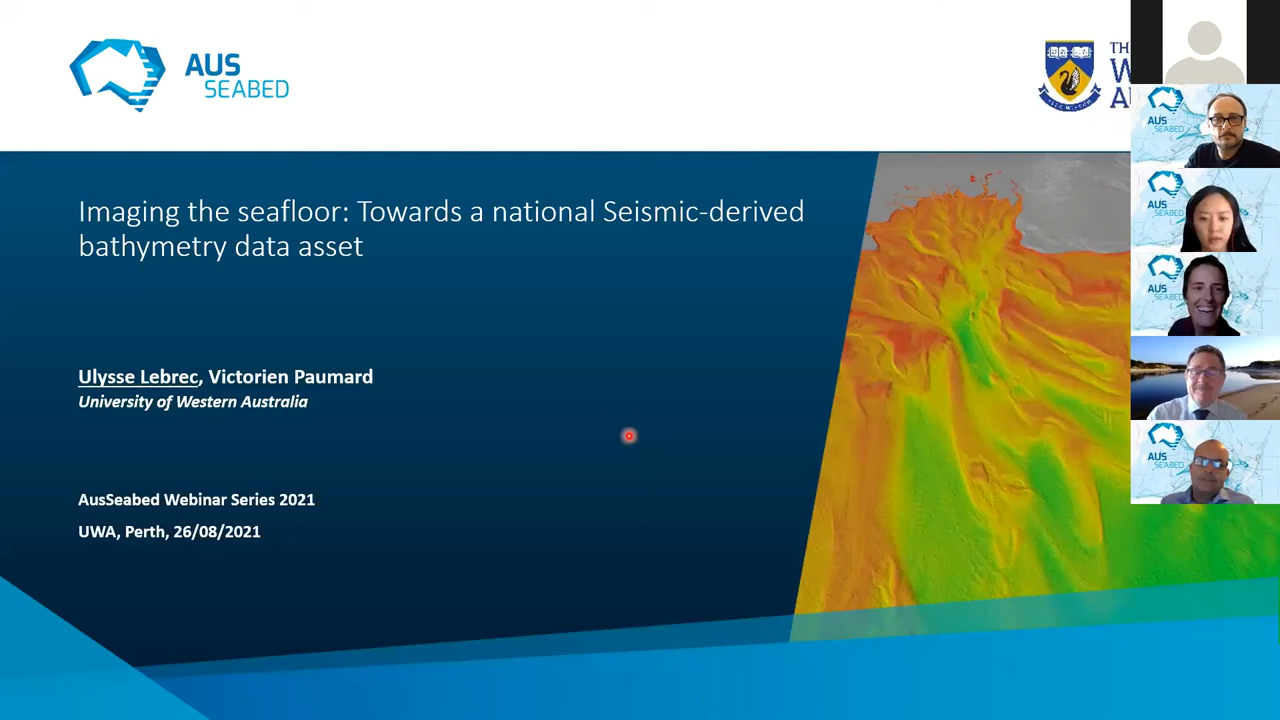 AUS
SEABED
TH
W
A
Imaging the seafloor: Towards a national Seismic-derived
bathymetry data asset
Ulysse Lebrec, Victorien Paumard
University of Western Australia
AusSeabed Webinar Series 2021
UWA, Perth, 26/08/2021
AUS
SEABED
AUS
SEABED
AUS
SEABED
AUS
SEABED